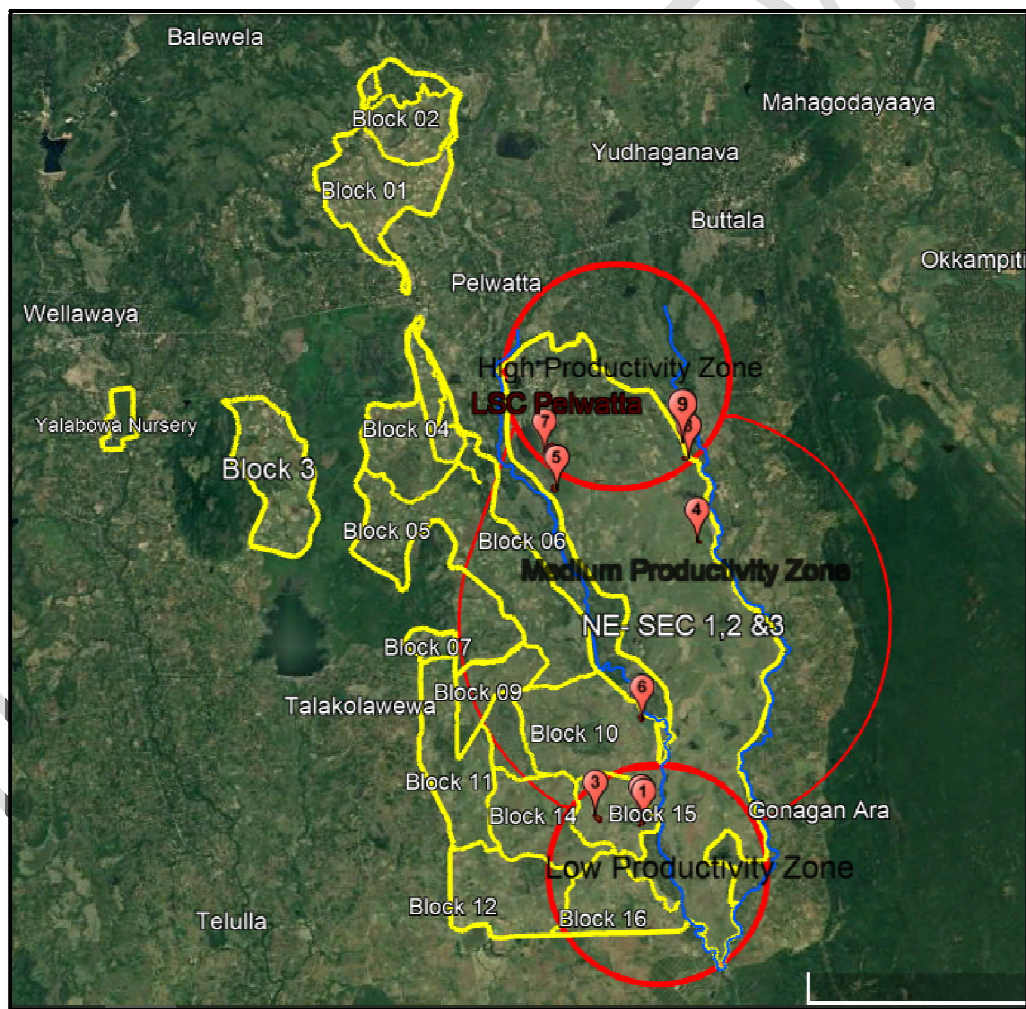 Balewela
Mahagodayaaya
Block 02
Yudhaganava
Block 01
Buttala
Okkampiti
Pelwatta
Wellawaya
High Productivity Zone
LSC Pelwatta
9
8
7
Yalabowa Nursery
Block 04
5
Block 3
4
Block 05
Block 06
Medium Productivity Zone
NE- SEC 1,2 &3
Block 07
6
Block 09
Talakolawewa
Block 10
Block 11
3
1
Block 14
Block 15
Gonagan Ara
Low Productivity Zone
Block 12
Block 16
Telulla